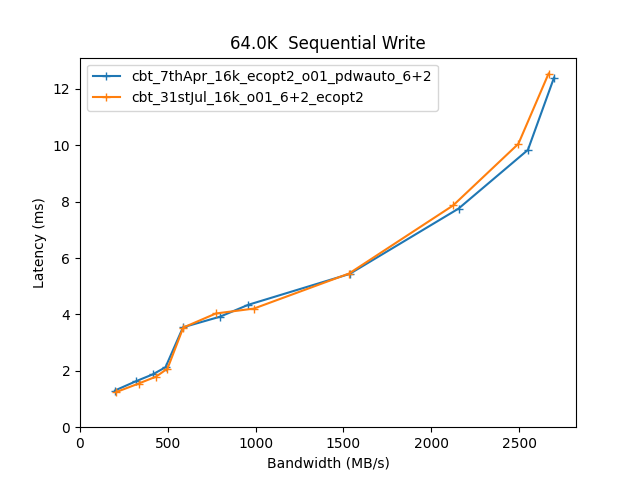 64.0K  Sequential Write
cbt_7thApr_16k_ecopt2_o01_pdwauto_6+2
cbt_31stJul_16k_o01_6+2_ecopt2
Latency (ms)
12
10
8
6
4
2
0
0 500 1000 1500 2000 2500
Bandwidth (MB/s)